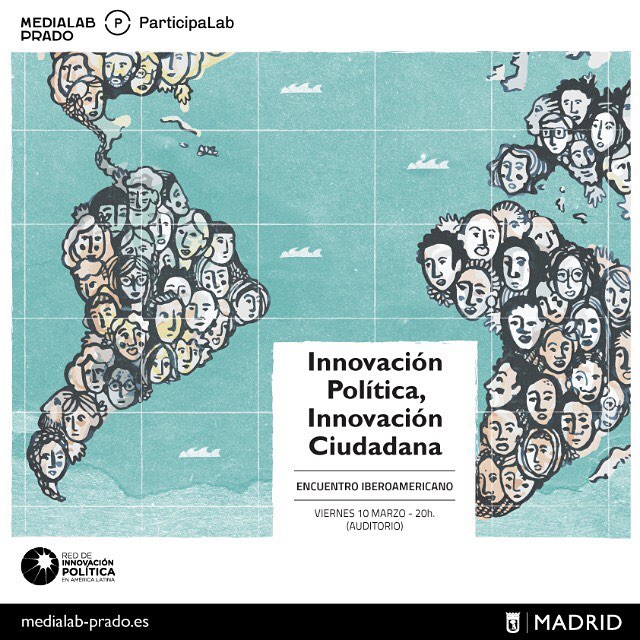 MEDIALAB
PRADO
P
ParticipaLab
Innovación
Política,
Innovación
Ciudadana
ENCUENTRO IBEROAMERICANO
VIERNES 10 MARZO - 20h.
(AUDITORIO)
RED DE
INNOVACIÓN
POLÍTICA
EN AMÉRICA LATINA
medialab-prado.es
MADRID